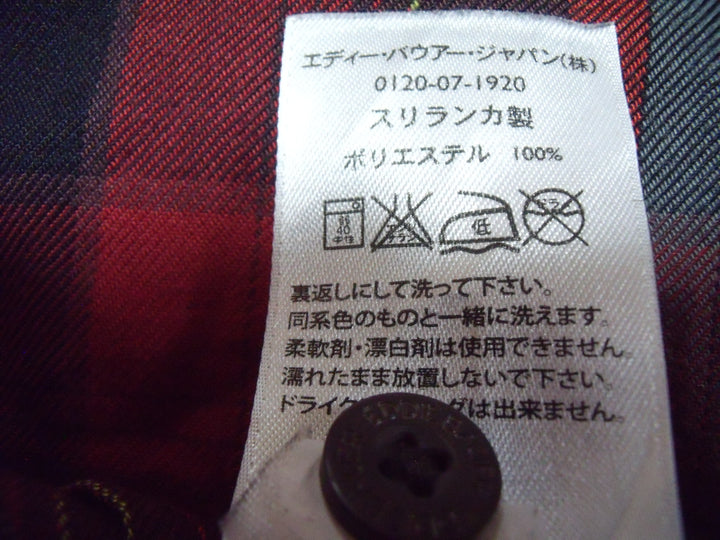 エディー・バウアー・ジャパン(株)
0120-07-1920
スリランカ製
ポリエステル 100%
40
低
裏返しにして洗って下さい。
同系色のものと一緒に洗えます。
柔軟剤・漂白剤は使用できません。
濡れたまま放置しないで下さい。
ドライク グは出来ません。
EDDIE